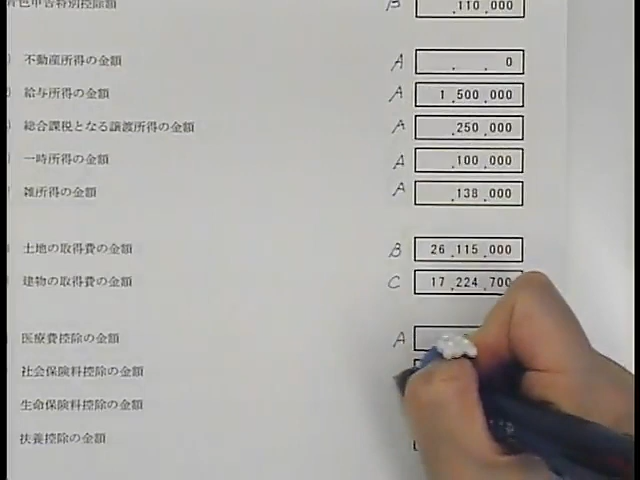 青色申告特別控除額 B 110,000
不動産所得の金額 A 0
給与所得の金額 A 1,500,000
総合課税となる譲渡所得の金額 A 250,000
一時所得の金額 A 100,000
雑所得の金額 A 138,000
土地の取得費の金額 B 26,115,000
建物の取得費の金額 C 17,224,700
医療費控除の金額 A
社会保険料控除の金額
生命保険料控除の金額
扶養控除の金額